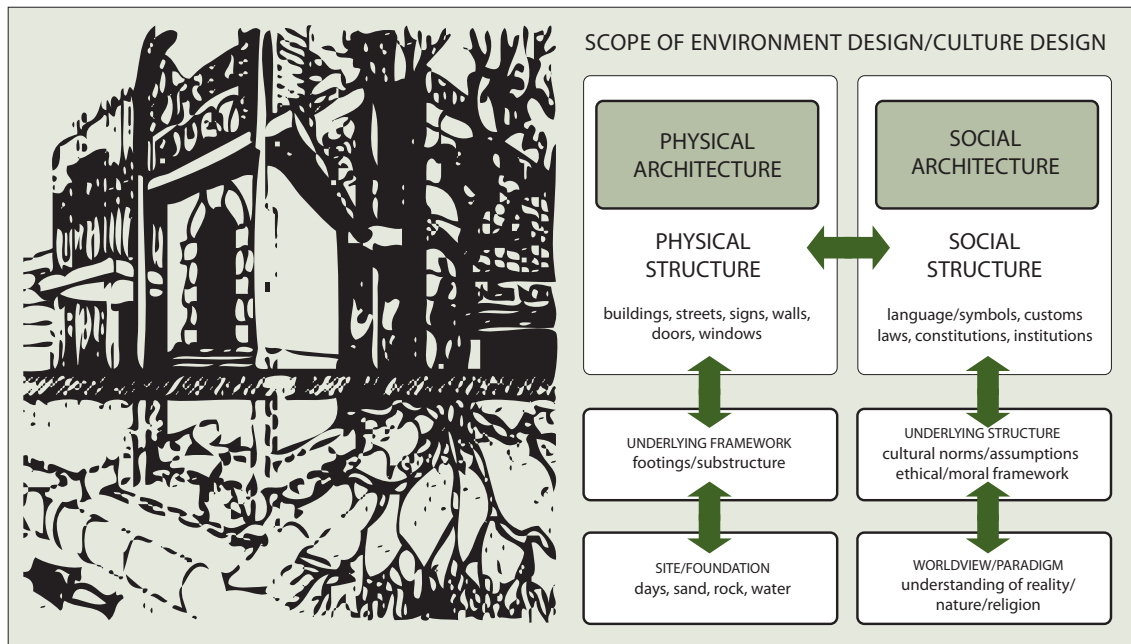 SCOPE OF ENVIRONMENT DESIGN/CULTURE DESIGN
PHYSICAL
ARCHITECTURE
PHYSICAL
STRUCTURE
buildings, streets, signs, walls,
doors, windows
UNDERLYING FRAMEWORK
footings/substructure
SITE/FOUNDATION
days, sand, rock, water
SOCIAL
ARCHITECTURE
SOCIAL
STRUCTURE
language/symbols, customs
laws, constitutions, institutions
UNDERLYING STRUCTURE
cultural norms/assumptions
ethical/moral framework
WORLDVIEW/PARADIGM
understanding of reality/
nature/religion